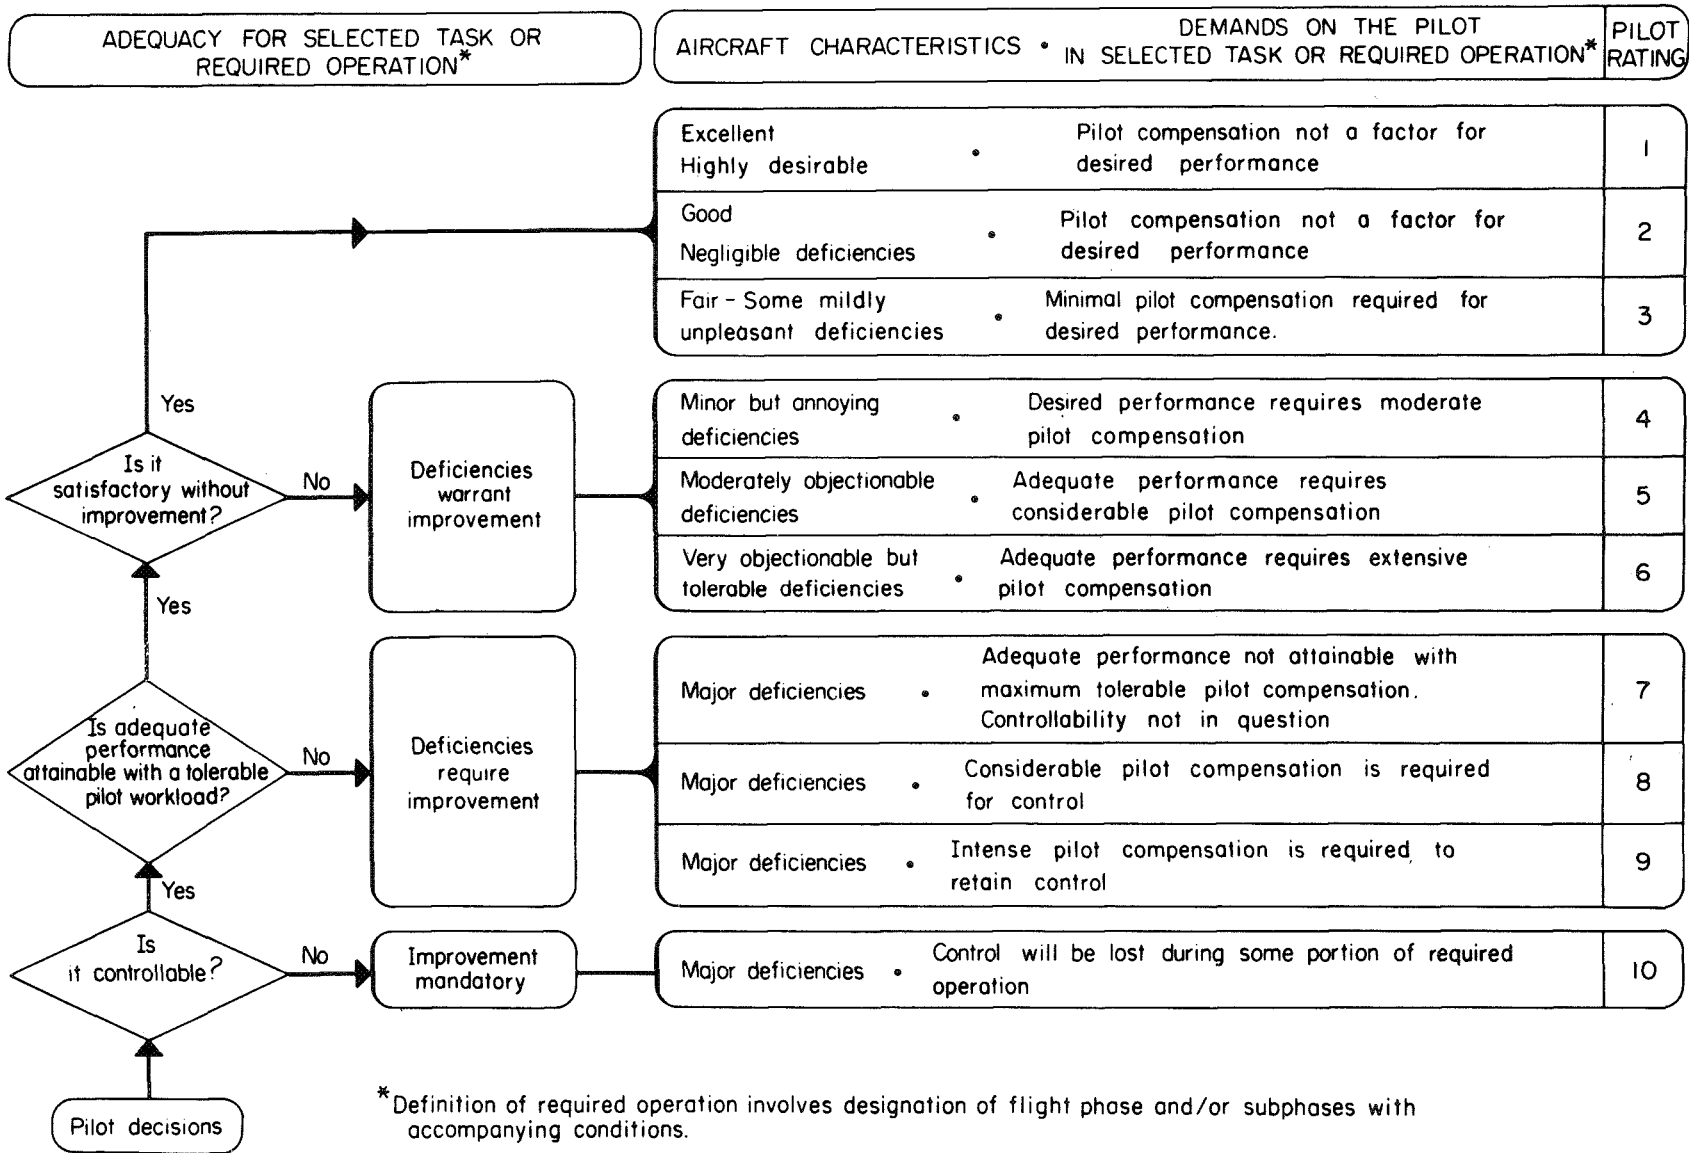 ADEQUACY FOR SELECTED TASK OR
REQUIRED OPERATION*
AIRCRAFT CHARACTERISTICS •
DEMANDS ON THE PILOT
IN SELECTED TASK OR REQUIRED OPERATION*
PILOT
RATING
Excellent
Highly desirable
•
Pilot compensation not a factor for
desired performance
1
Good
Negligible deficiencies
•
Pilot compensation not a factor for
desired performance
2
Fair – Some mildly
unpleasant deficiencies
•
Minimal pilot compensation required for
desired performance.
3
Yes
Is it
satisfactory without
improvement?
No
Deficiencies
warrant
improvement
Minor but annoying
deficiencies
•
Desired performance requires moderate
pilot compensation
4
Moderately objectionable
deficiencies
•
Adequate performance requires
considerable pilot compensation
5
Very objectionable but
tolerable deficiencies
•
Adequate performance requires extensive
pilot compensation
6
Yes
Is adequate
performance
attainable with a tolerable
pilot workload?
No
Deficiencies
require
improvement
Major deficiencies
•
Adequate performance not attainable with
maximum tolerable pilot compensation.
Controllability not in question
7
Major deficiencies
•
Considerable pilot compensation is required
for control
8
Major deficiencies
•
Intense pilot compensation is required to
retain control
9
Yes
Is
it controllable?
No
Improvement
mandatory
Major deficiencies
•
Control will be lost during some portion of required
operation
10
Pilot decisions
*Definition of required operation involves designation of flight phase and/or subphases with
accompanying conditions.